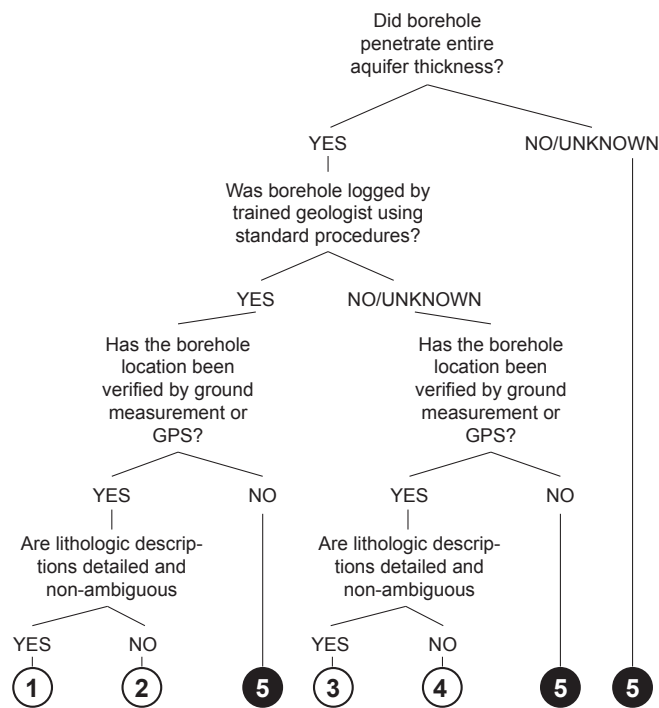 Did borehole
penetrate entire
aquifer thickness?
YES
NO/UNKNOWN
Was borehole logged by
trained geologist using
standard procedures?
YES
NO/UNKNOWN
Has the borehole
location been
verified by ground
measurement or
GPS?
Has the borehole
location been
verified by ground
measurement or
GPS?
YES
NO
YES
NO
Are lithologic descrip-
tions detailed and
non-ambiguous
Are lithologic descrip-
tions detailed and
non-ambiguous
YES
NO
YES
NO
1
2
5
3
4
5
5